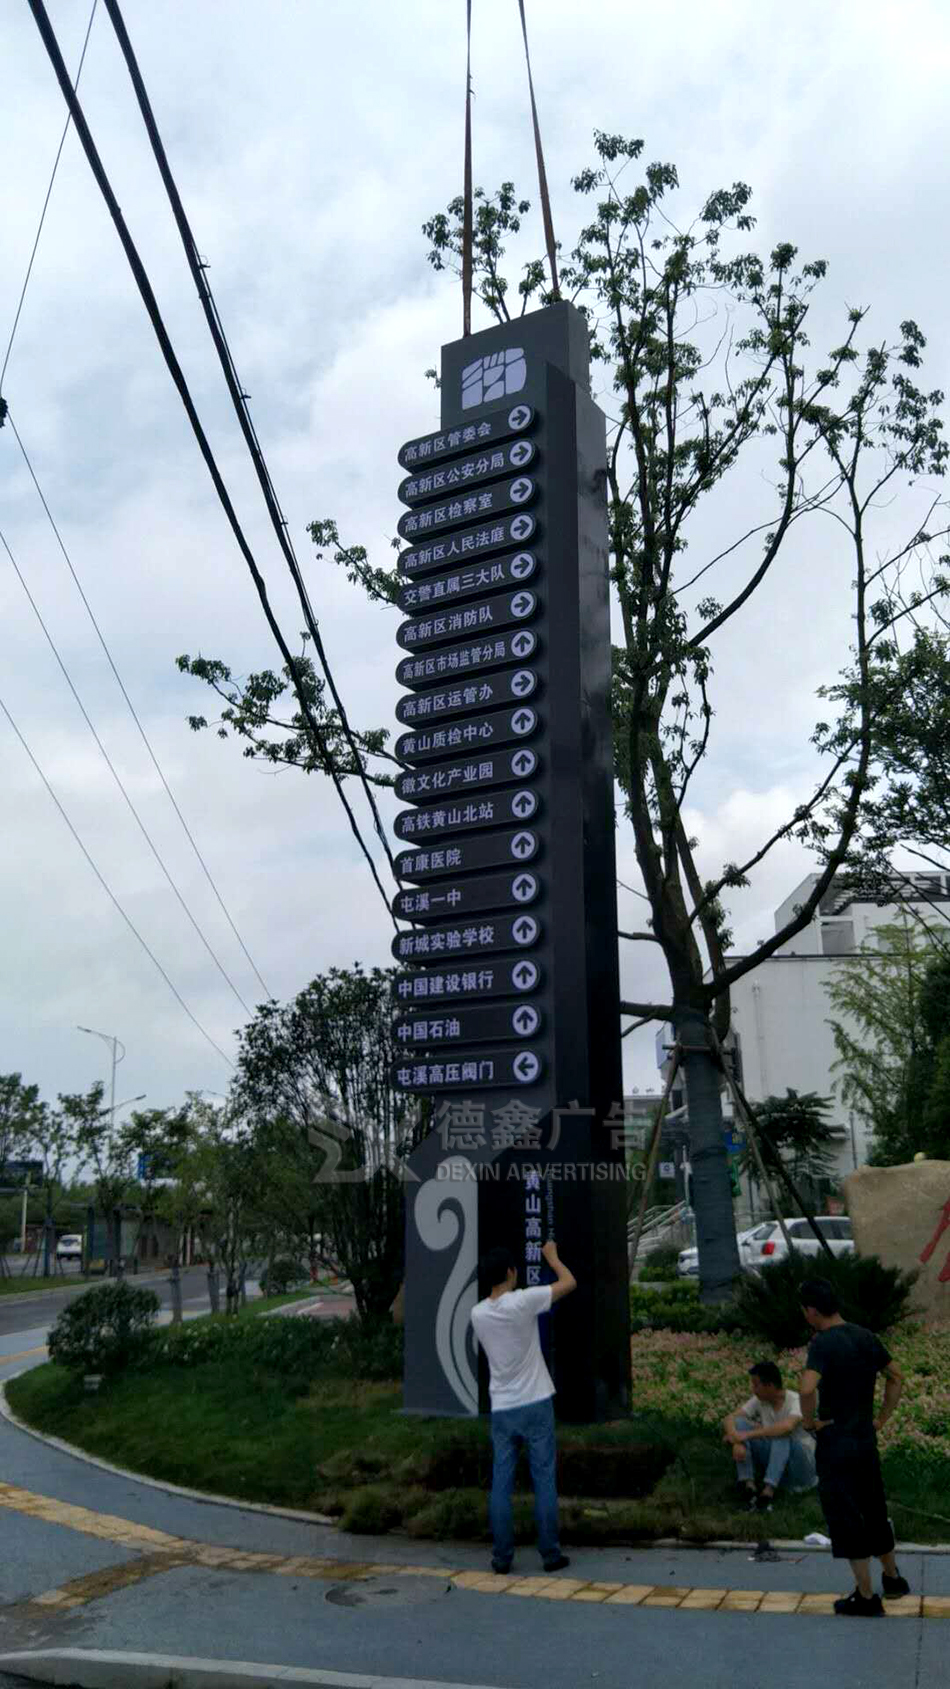 高新区管委会
高新区公安分局
高新区检察室
高新区人民法庭
交警直属三大队
高新区消防队
高新区市场监管分局
高新区运管办
黄山质检中心
徽文化产业园
高铁黄山北站
首康医院
屯溪一中
新城实验学校
中国建设银行
中国石油
屯溪高压阀门
德鑫广告
DEXIN ADVERTISING
黄山高新区